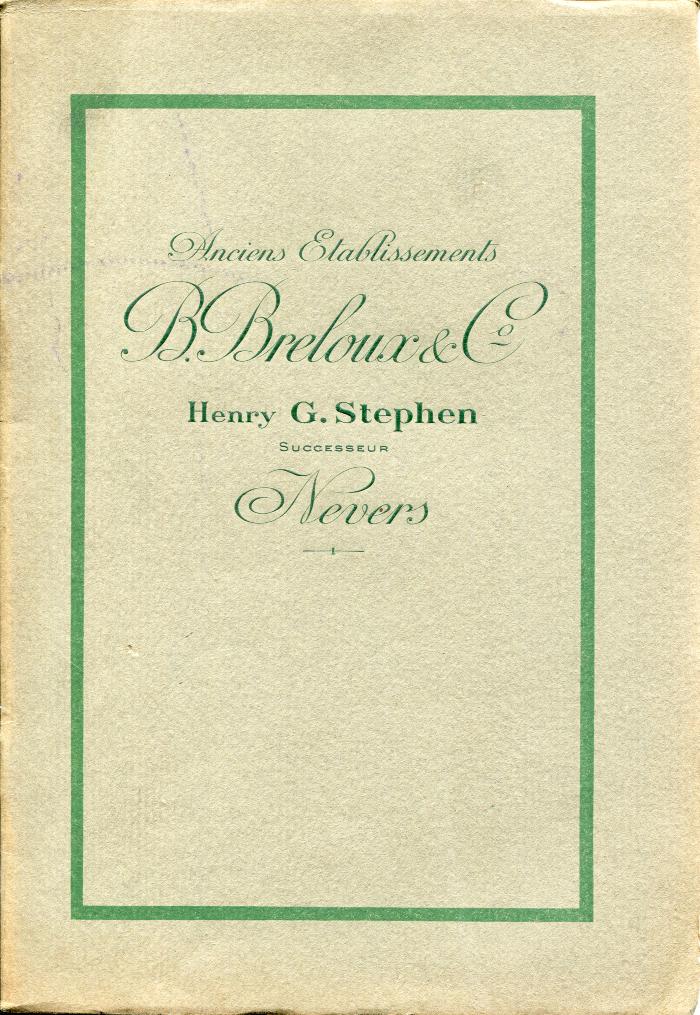 Anciens Etablissements
B. Breloux & Cº
Henry G. Stephen
Successeur
Nevers